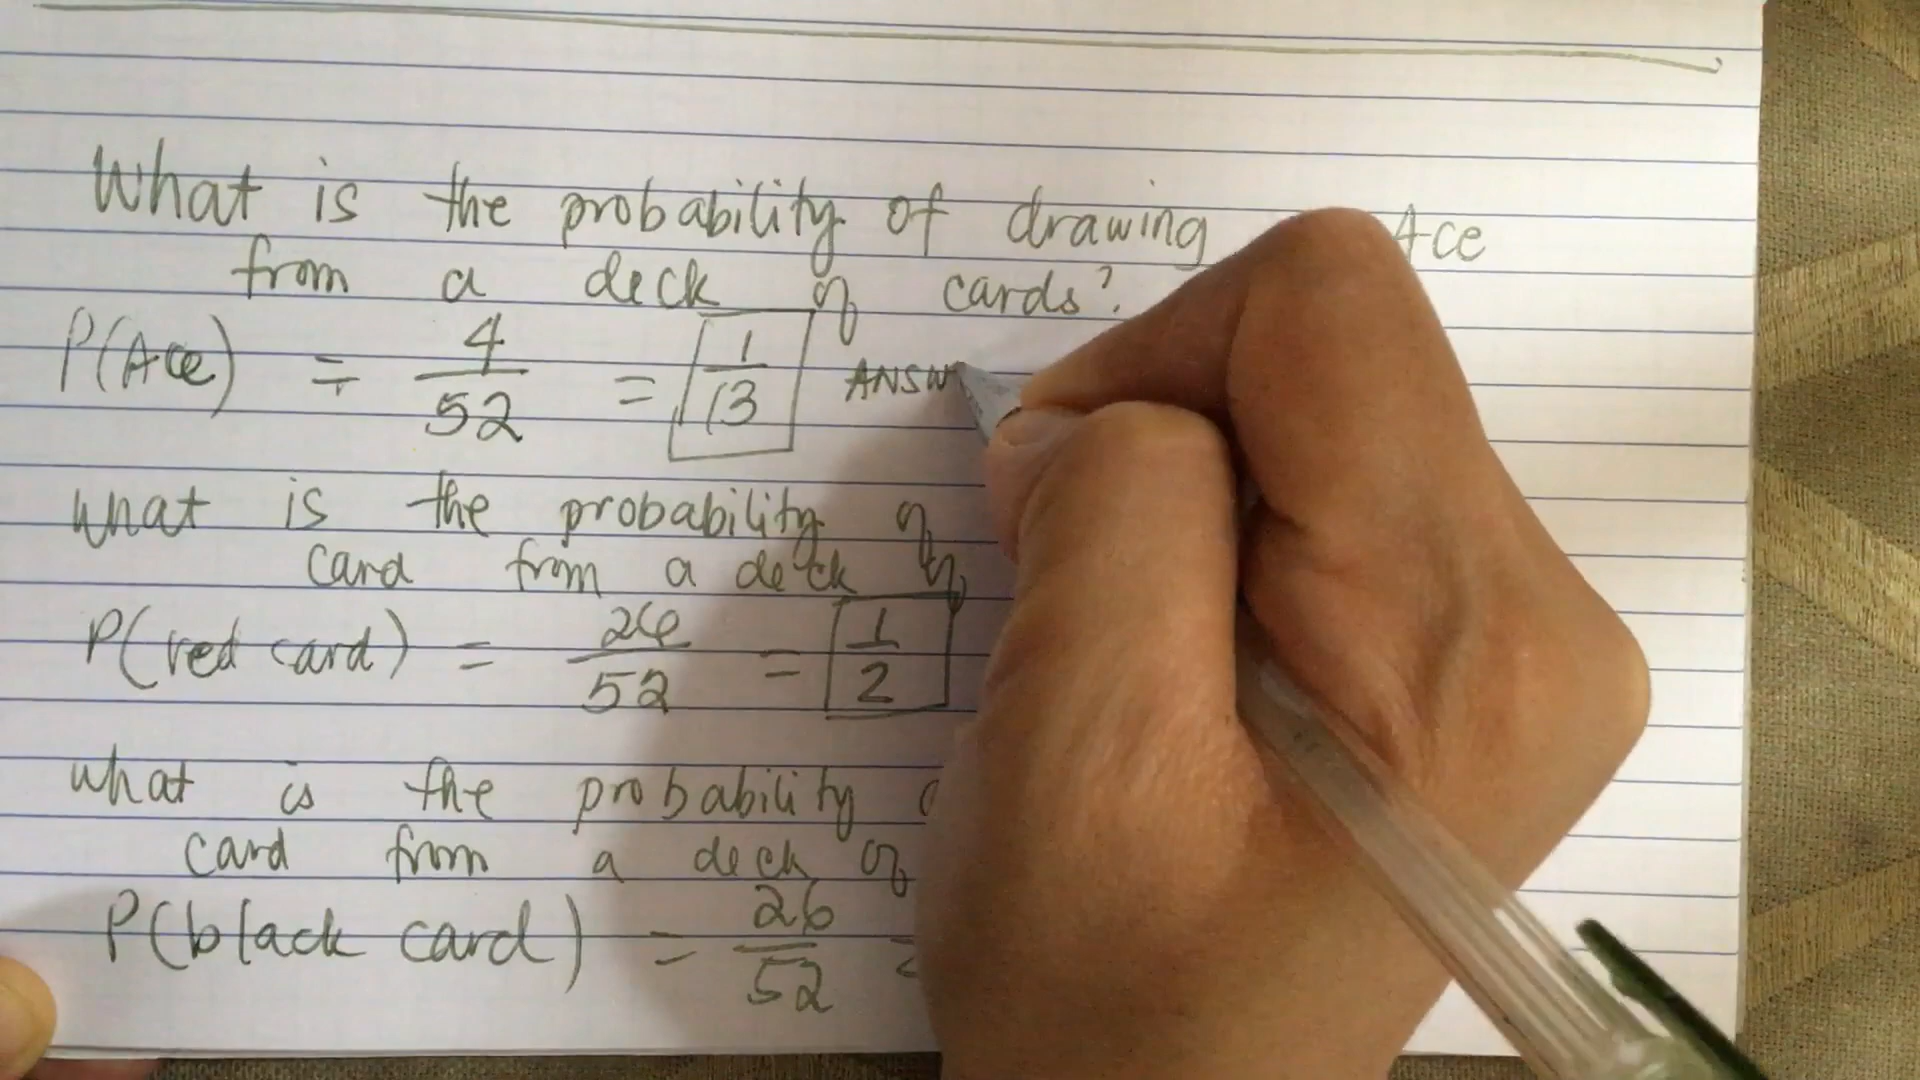 What is the probability of drawing Ace
from a deck of cards?
P(Ace) = 4/52 = 1/13 ANSW
What is the probability of
card from a deck of
P(red card) = 26/52 = 1/2
What is the probability
card from a deck of
P(black card) = 26/52 =